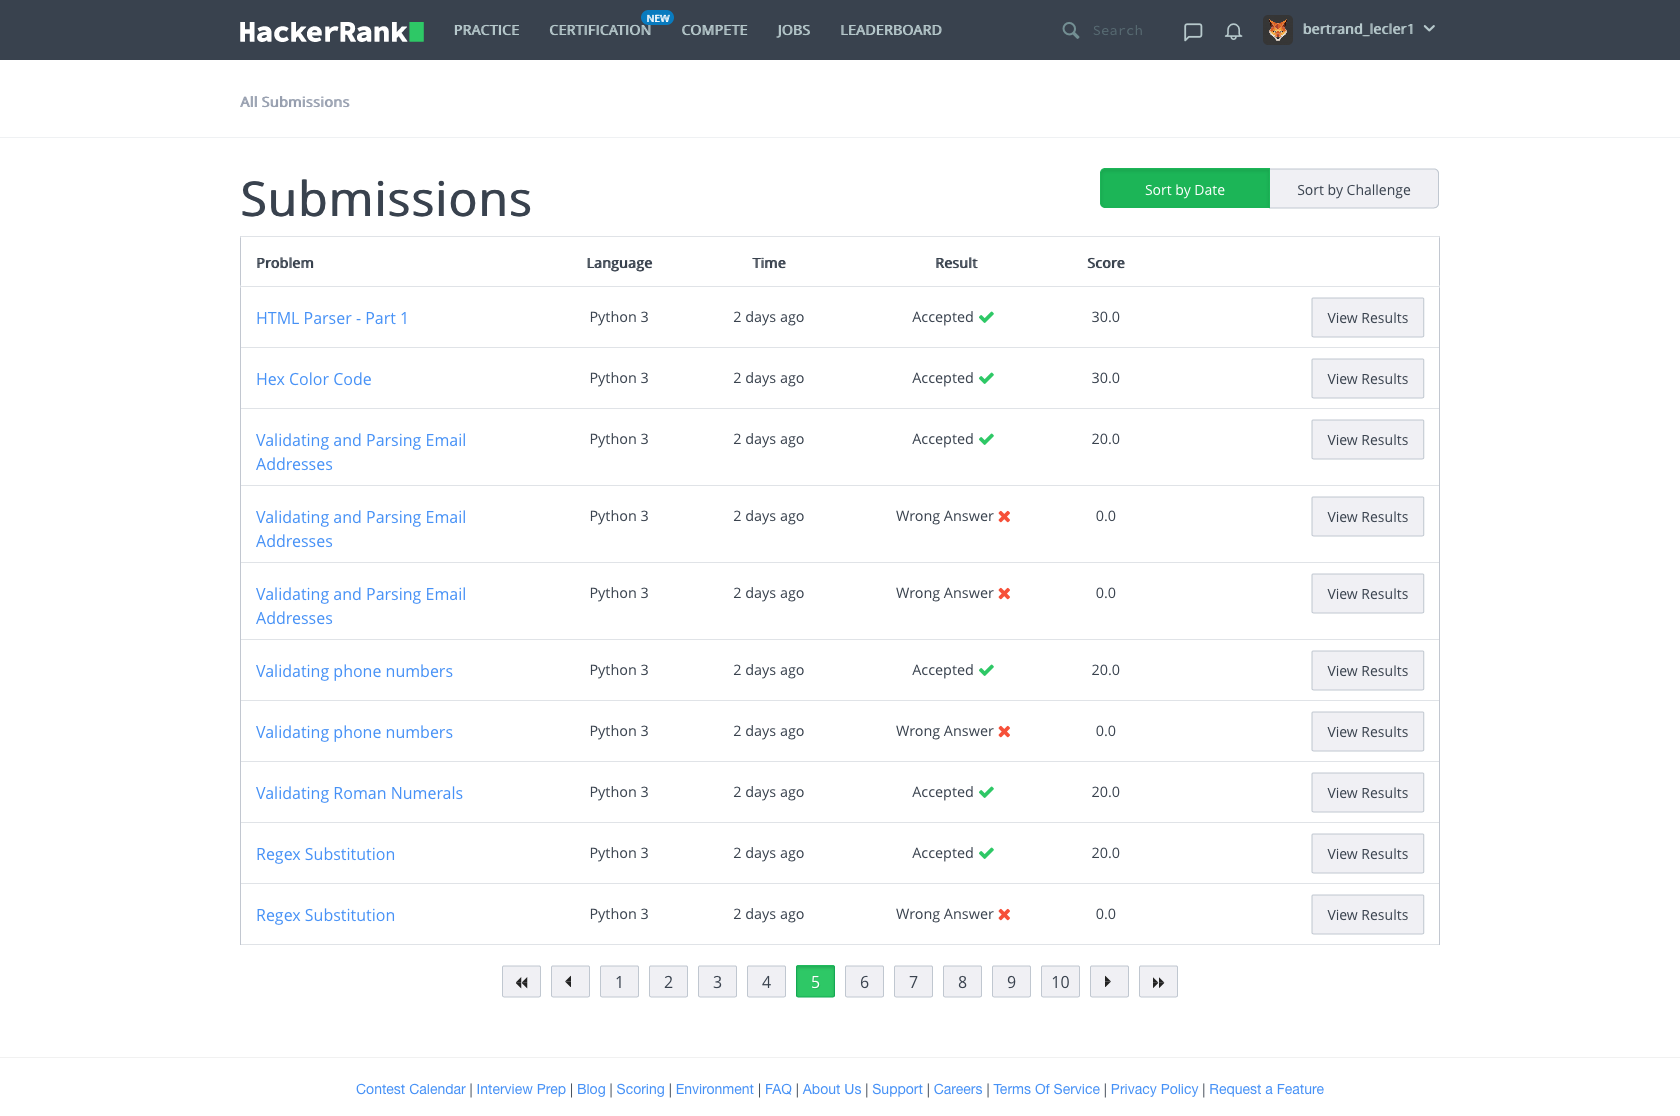 HackerRank PRACTICE CERTIFICATION NEW COMPETE JOBS LEADERBOARD Search bertrand_lecler1
All Submissions
Submissions
Sort by Date Sort by Challenge
Problem Language Time Result Score
HTML Parser - Part 1 Python 3 2 days ago Accepted 30.0 View Results
Hex Color Code Python 3 2 days ago Accepted 30.0 View Results
Validating and Parsing Email Python 3 2 days ago Accepted 20.0 View Results
Addresses
Validating and Parsing Email Python 3 2 days ago Wrong Answer 0.0 View Results
Addresses
Validating and Parsing Email Python 3 2 days ago Wrong Answer 0.0 View Results
Addresses
Validating phone numbers Python 3 2 days ago Accepted 20.0 View Results
Validating phone numbers Python 3 2 days ago Wrong Answer 0.0 View Results
Validating Roman Numerals Python 3 2 days ago Accepted 20.0 View Results
Regex Substitution Python 3 2 days ago Accepted 20.0 View Results
Regex Substitution Python 3 2 days ago Wrong Answer 0.0 View Results
1 2 3 4 5 6 7 8 9 10
Contest Calendar | Interview Prep | Blog | Scoring | Environment | FAQ | About Us | Support | Careers | Terms Of Service | Privacy Policy | Request a Feature